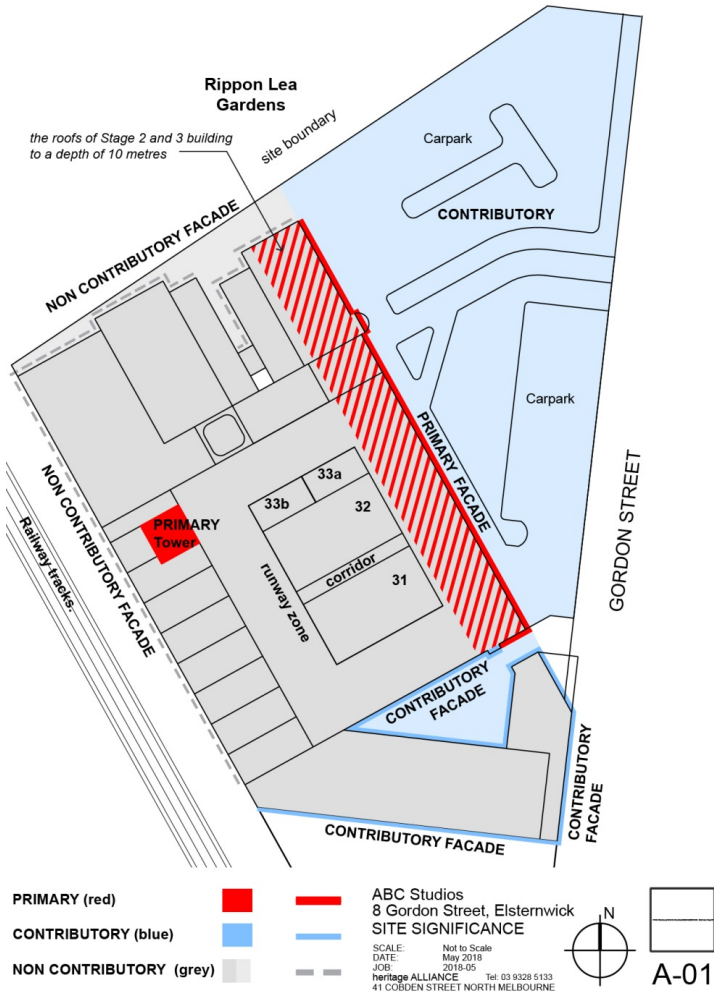 Rippon Lea
Gardens
the roofs of Stage 2 and 3 building
to a depth of 10 metres
site boundary
Carpark
CONTRIBUTORY
NON CONTRIBUTORY FACADE
Carpark
PRIMARY FACADE
GORDON STREET
33a
33b
32
corridor
31
runway zone
PRIMARY
Tower
NON CONTRIBUTORY FACADE
Railway tracks.
CONTRIBUTORY
FACADE
CONTRIBUTORY
FACADE
CONTRIBUTORY FACADE
PRIMARY (red)
CONTRIBUTORY (blue)
NON CONTRIBUTORY (grey)
ABC Studios
8 Gordon Street, Elsternwick
SITE SIGNIFICANCE
SCALE: Not to Scale
DATE: May 2018
JOB: 2018-05
heritage ALLIANCE Tel: 03 9328 5133
41 COBDEN STREET NORTH MELBOURNE
N
A-01